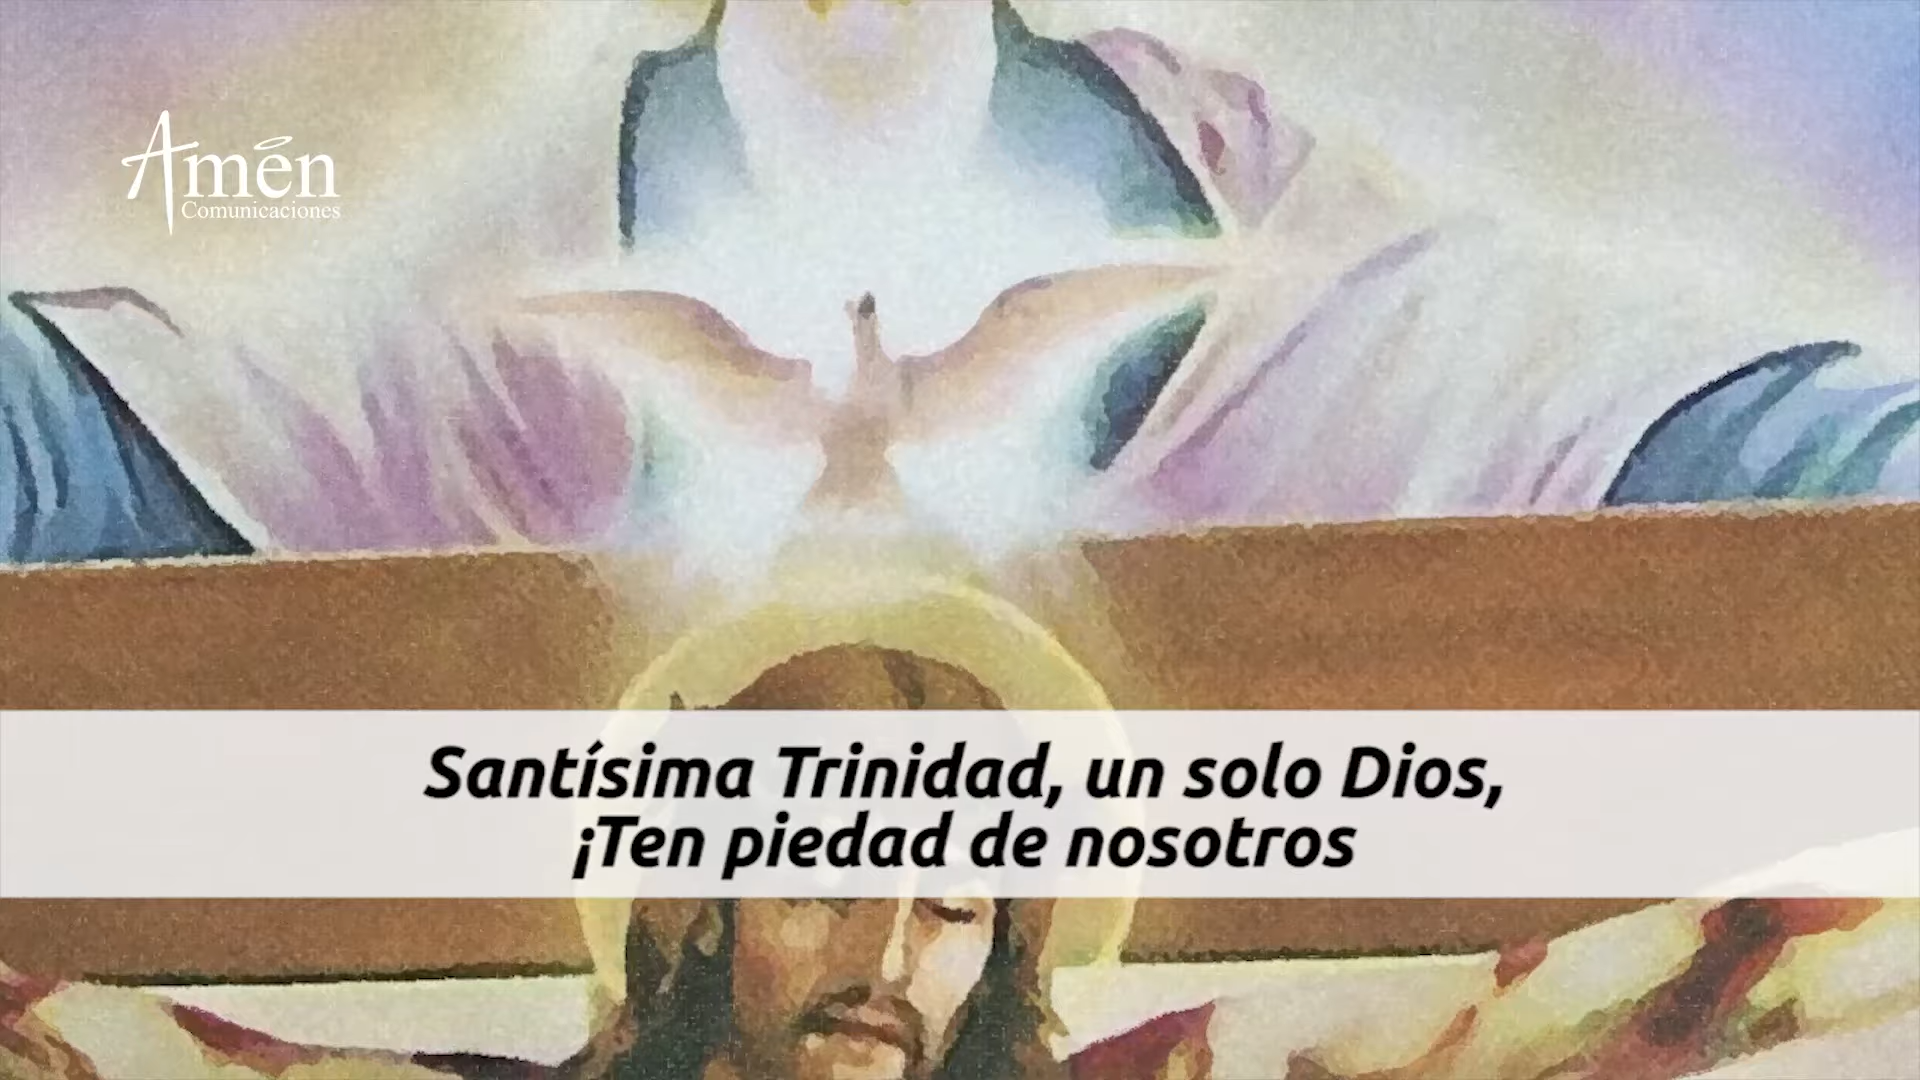 Amén
Comunicaciones
Santísima Trinidad, un solo Dios,
¡Ten piedad de nosotros